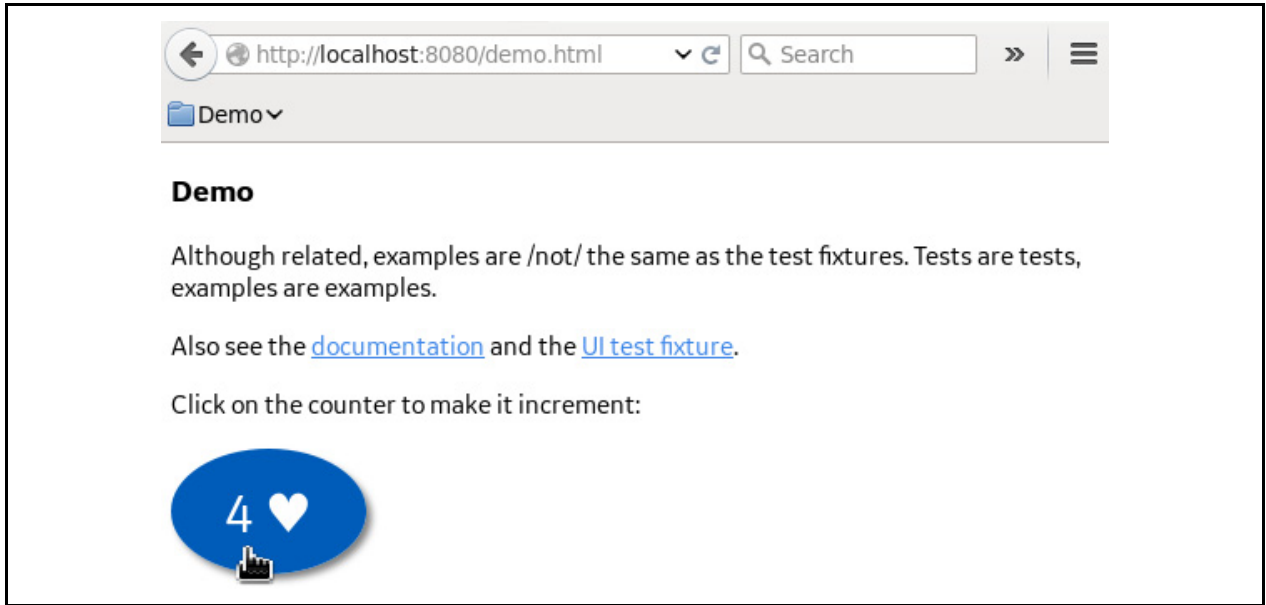 http://localhost:8080/demo.html Search »
Demo
Demo
Although related, examples are /not/ the same as the test fixtures. Tests are tests,
examples are examples.
Also see the documentation and the UI test fixture.
Click on the counter to make it increment:
4 ♥